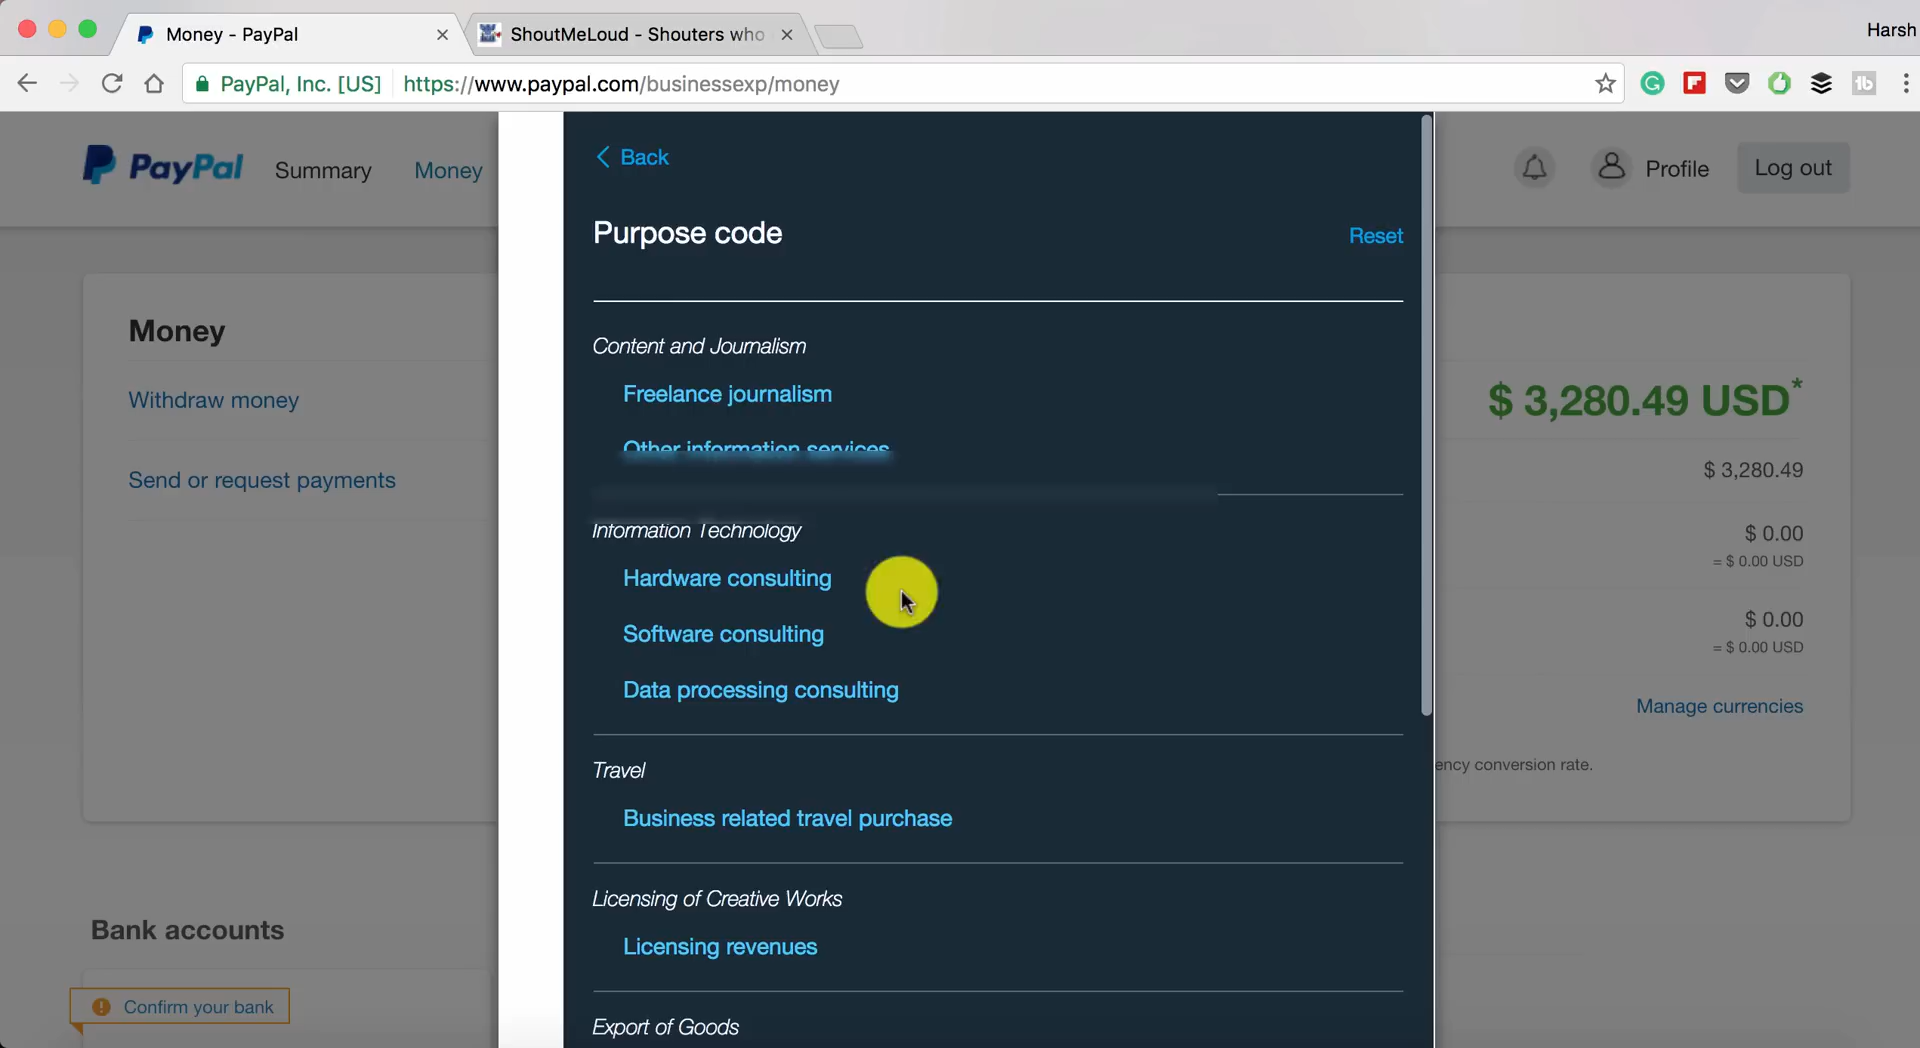 Money - PayPal
ShoutMeLoud - Shouters who
Harsh
PayPal, Inc. [US]
https://www.paypal.com/businessexp/money
PayPal
Summary
Money
Profile
Log out
Back
Purpose code
Reset
Content and Journalism
Freelance journalism
Other information services
Information Technology
Hardware consulting
Software consulting
Data processing consulting
Travel
Business related travel purchase
Licensing of Creative Works
Licensing revenues
Export of Goods
Money
Withdraw money
Send or request payments
$ 3,280.49 USD*
$ 3,280.49
$ 0.00
= $ 0.00 USD
$ 0.00
= $ 0.00 USD
Manage currencies
ency conversion rate.
Bank accounts
Confirm your bank